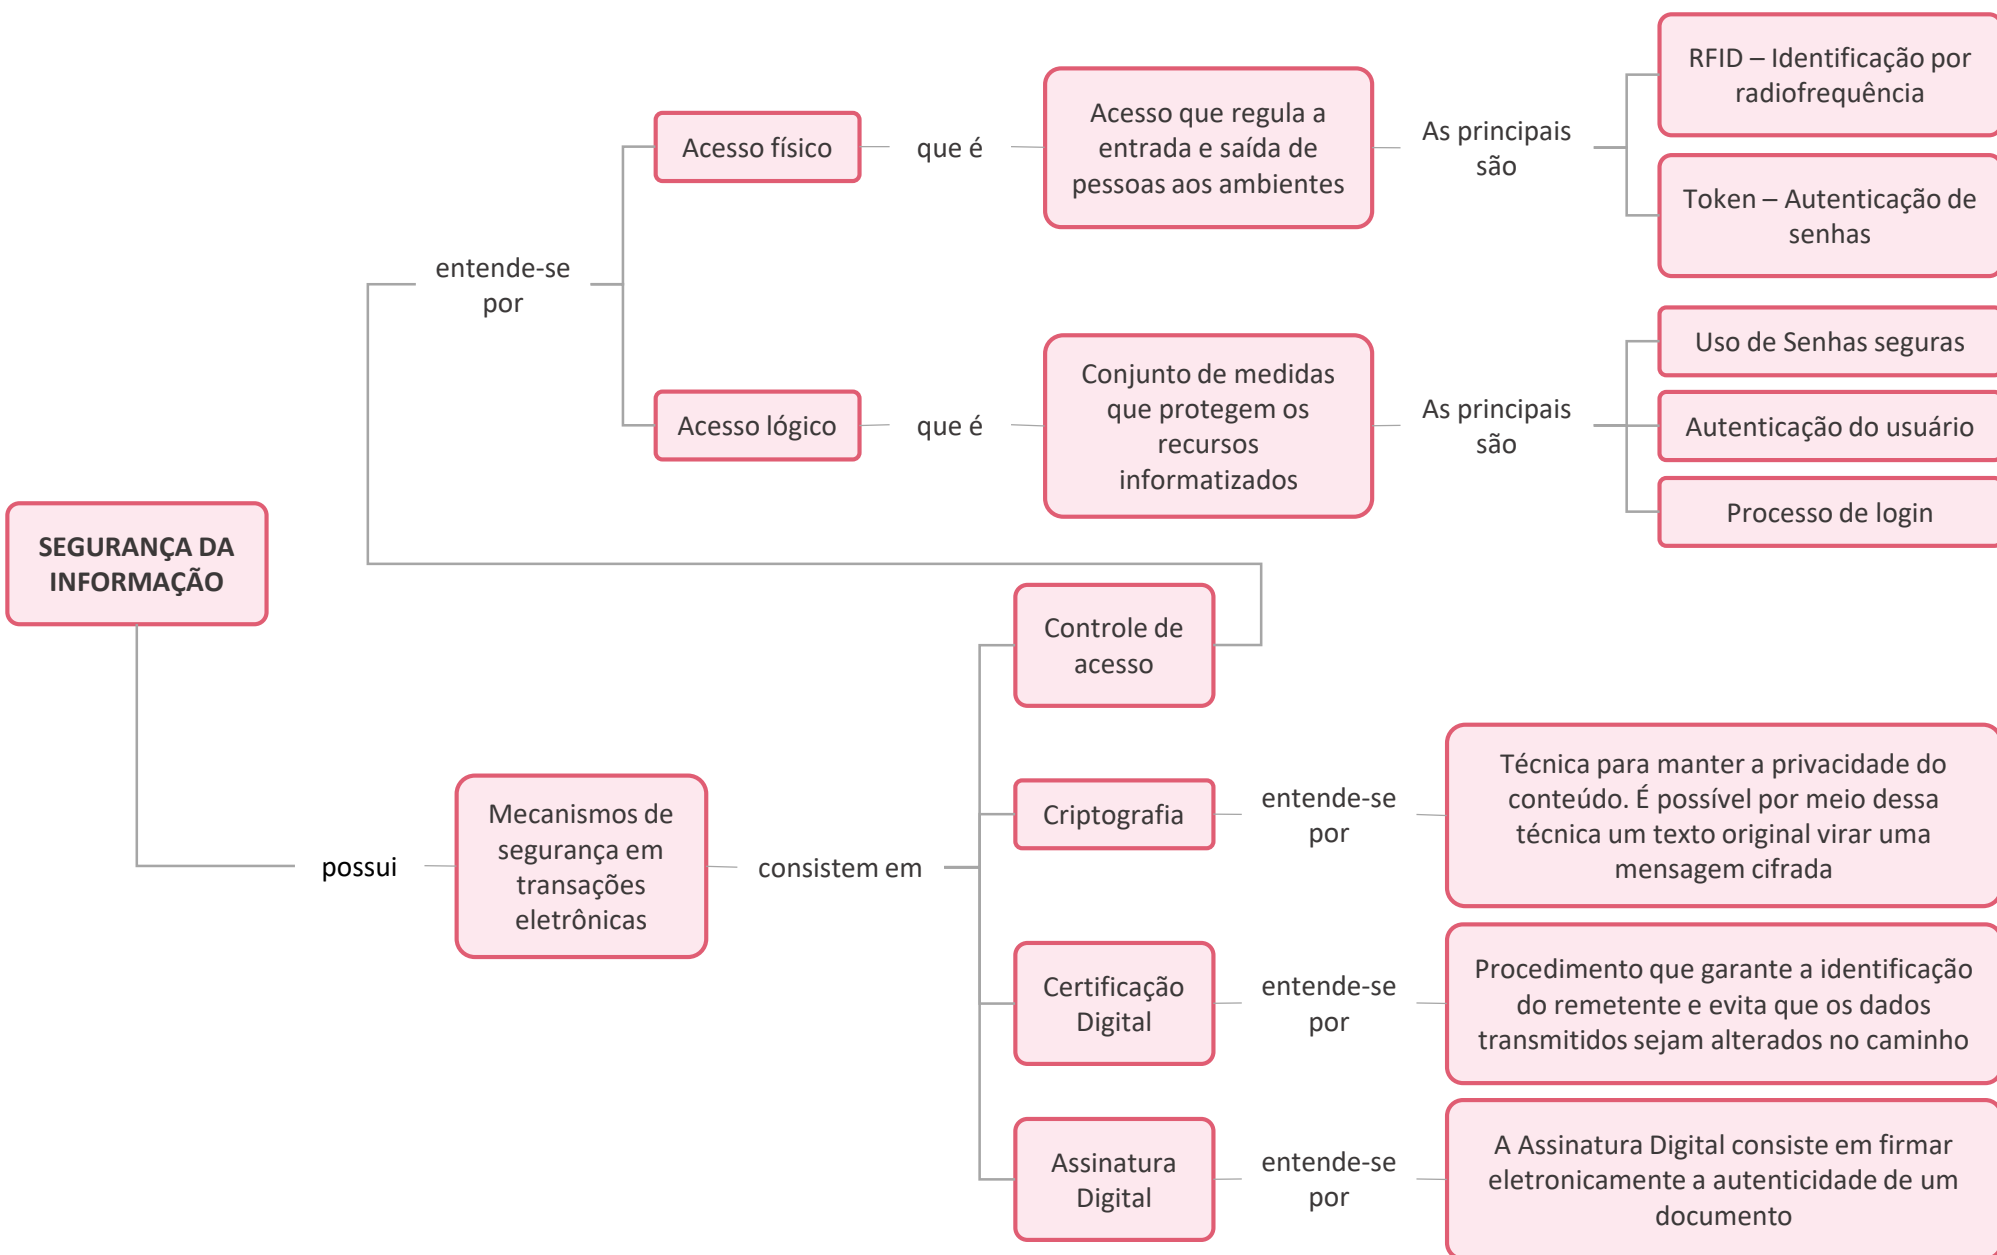 RFID – Identificação por
radiofrequência
Acesso físico
que é
Acesso que regula a
entrada e saída de
pessoas aos ambientes
As principais
são
Token – Autenticação de
senhas
entende-se
por
Uso de Senhas seguras
Acesso lógico
que é
Conjunto de medidas
que protegem os
recursos
informatizados
As principais
são
Autenticação do usuário
Processo de login
SEGURANÇA DA
INFORMAÇÃO
Controle de
acesso
possui
Mecanismos de
segurança em
transações
eletrônicas
consistem em
Criptografia
entende-se
por
Técnica para manter a privacidade do
conteúdo. É possível por meio dessa
técnica um texto original virar uma
mensagem cifrada
Certificação
Digital
entende-se
por
Procedimento que garante a identificação
do remetente e evita que os dados
transmitidos sejam alterados no caminho
Assinatura
Digital
entende-se
por
A Assinatura Digital consiste em firmar
eletronicamente a autenticidade de um
documento